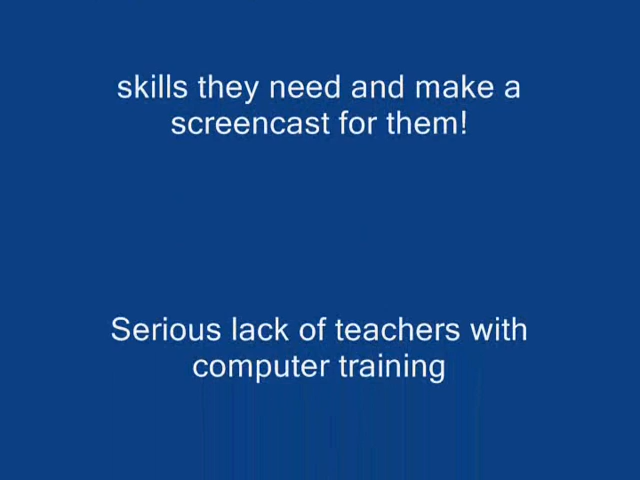 skills they need and make a
screencast for them!
Serious lack of teachers with
computer training